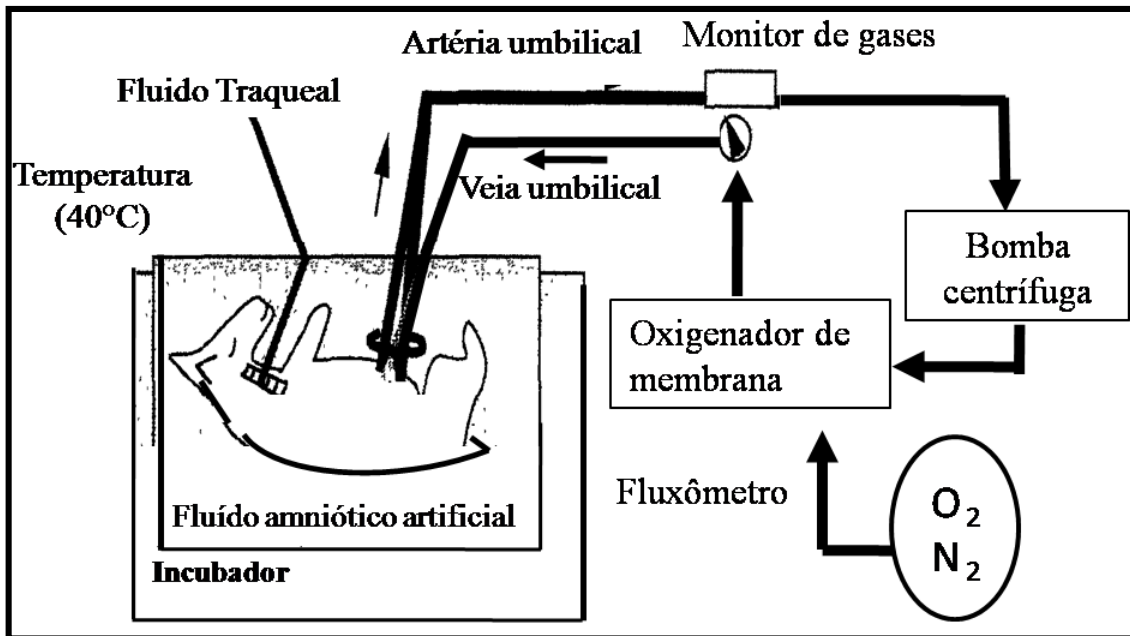 Artéria umbilical
Monitor de gases
Fluido Traqueal
Temperatura
(40°C)
Veia umbilical
Bomba
centrífuga
Oxigenador de
membrana
Fluxômetro
O2
N2
Fluído amniótico artificial
Incubador